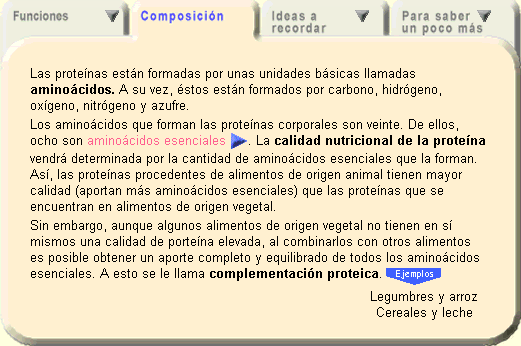 Funciones
Composición
Ideas a
recordar
Para saber
un poco más
Las proteínas están formadas por unas unidades básicas llamadas
aminoácidos. A su vez, éstos están formados por carbono, hidrógeno,
oxígeno, nitrógeno y azufre.
Los aminoácidos que forman las proteínas corporales son veinte. De ellos,
ocho son aminoácidos esenciales . La calidad nutricional de la proteína
vendrá determinada por la cantidad de aminoácidos esenciales que la forman.
Así, las proteínas procedentes de alimentos de origen animal tienen mayor
calidad (aportan más aminoácidos esenciales) que las proteínas que se
encuentran en alimentos de origen vegetal.
Sin embargo, aunque algunos alimentos de origen vegetal no tienen en sí
mismos una calidad de porteína elevada, al combinarlos con otros alimentos
es posible obtener un aporte completo y equilibrado de todos los aminoácidos
esenciales. A esto se le llama complementación proteica. Ejemplos
Legumbres y arroz
Cereales y leche